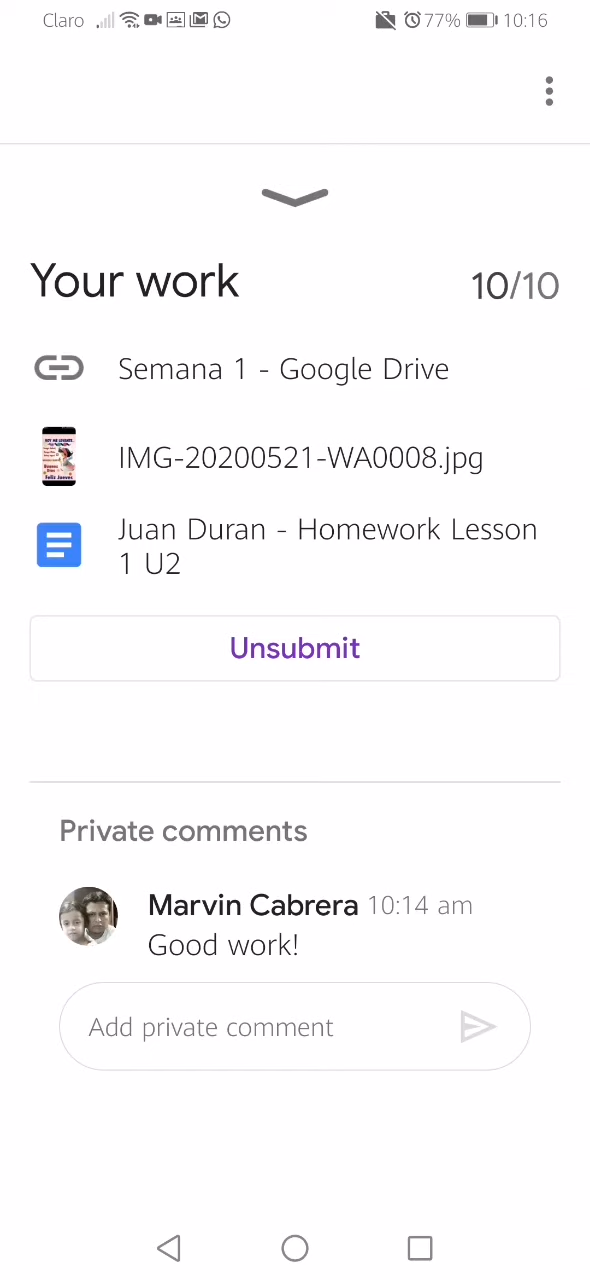 Claro 77% 10:16
Your work 10/10
Semana 1 - Google Drive
IMG-20200521-WA0008.jpg
Juan Duran - Homework Lesson
1 U2
Unsubmit
Private comments
Marvin Cabrera 10:14 am
Good work!
Add private comment